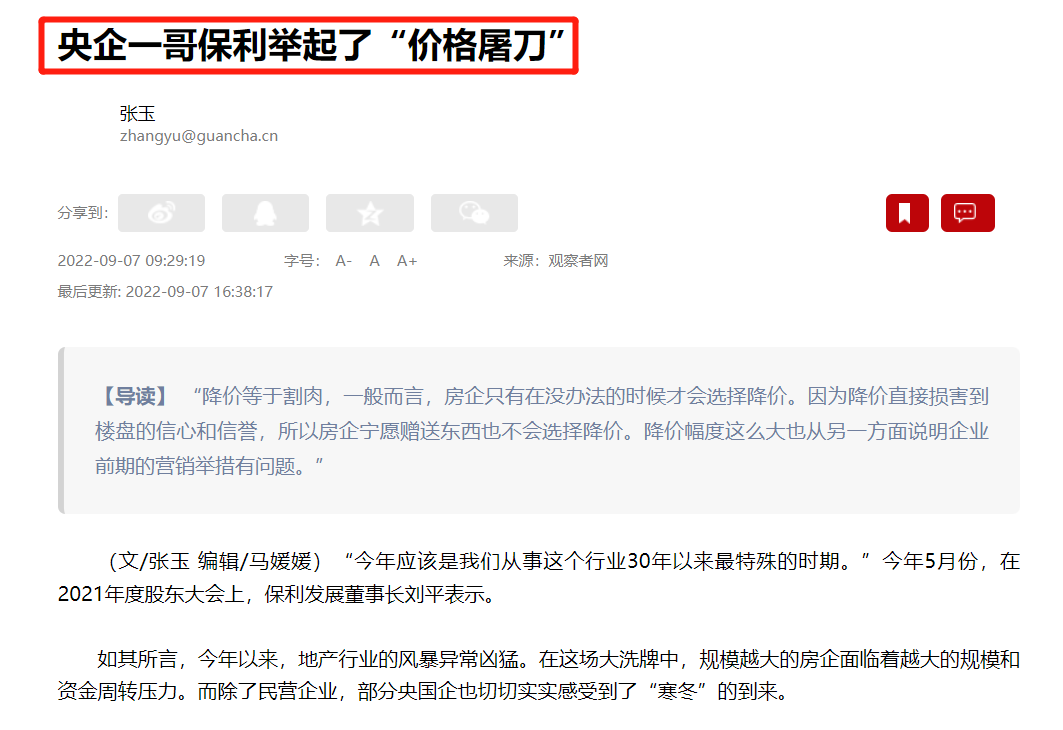 央企一哥保利举起了“价格屠刀”
张玉
zhangyu@guancha.cn
分享到:
2022-09-07 09:29:19 字号： A- A A+ 来源：观察者网
最后更新: 2022-09-07 16:38:17
【导读】 “降价等于割肉，一般而言，房企只有在没办法的时候才会选择降价。因为降价直接损害到
楼盘的信心和信誉，所以房企宁愿赠送东西也不会选择降价。降价幅度这么大也从另一方面说明企业
前期的营销举措有问题。”
（文/张玉 编辑/马媛媛）“今年应该是我们从事这个行业30年以来最特殊的时期。”今年5月份，在
2021年度股东大会上，保利发展董事长刘平表示。
如其所言，今年以来，地产行业的风暴异常凶猛。在这场大洗牌中，规模越大的房企面临着越大的规模和
资金周转压力。而除了民营企业，部分央国企也切切实实感受到了“寒冬”的到来。